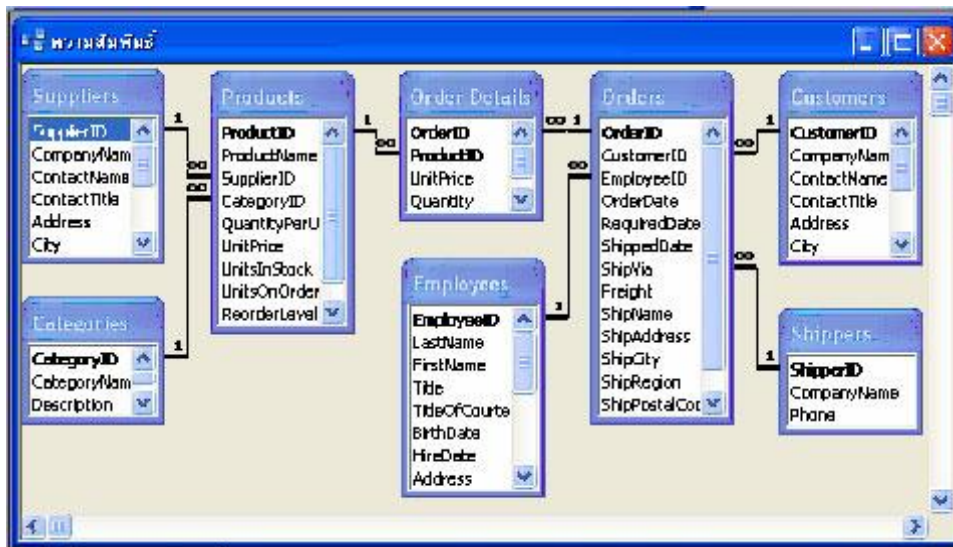 ความสัมพันธ์
Suppliers
SupplierID
CompanyNam
ContactName
ContactTitle
Address
City
Products
ProductID
ProductName
SupplierID
CategoryID
QuantityPerU
UnitPrice
UnitsInStock
UnitsOnOrder
ReorderLevel
Order Details
OrderID
ProductID
UnitPrice
Quantity
Orders
OrderID
CustomerID
EmployeeID
OrderDate
RequiredDate
ShippedDate
ShipVia
Freight
ShipName
ShipAddress
ShipCity
ShipRegion
ShipPostalCod
Customers
CustomerID
CompanyNam
ContactName
ContactTitle
Address
City
Categories
CategoryID
CategoryNam
Description
Employees
EmployeeID
LastName
FirstName
Title
TitleOfCourte
BirthDate
HireDate
Address
Shippers
ShipperID
CompanyName
Phone
1
∞
∞
1
1
∞
∞
1
∞
1
∞
1
∞
1